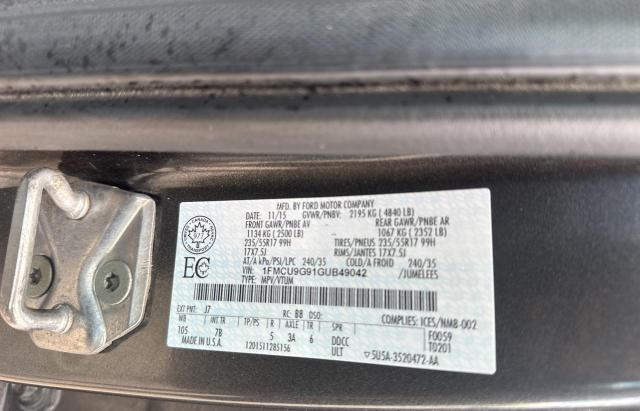 MFD. BY FORD MOTOR COMPANY
11/15 GVWR/PNBV: 2195 KG ( 4840 LB)
FRONT GAWR/PNBE AV REAR GAWR/PNBE AR
1134 KG ( 2500 LB) 1067 KG ( 2352 LB)
235/55R17 99H TIRES/PNEUS 235/55R17 99H
17X7.5J RIMS/JANTES 17X7.5J
AT/A kPa/PSI/LPC 240/35 COLD/A FROID 240/35
VIN: 1FMCU9G91GUB49042 /JUMELEES
TYPE: MPV/VTUM
EC
EXT PNT: J7 RC: B8 DSO:
WB INT TR TP/PS R AXLE TR SPR COMPLIES: ICES/NMB-002
105 7B 5 3A 6 DDCC F0059
MADE IN U.S.A. 1201511285156 ULT T0201
5U5A-3520472-AA